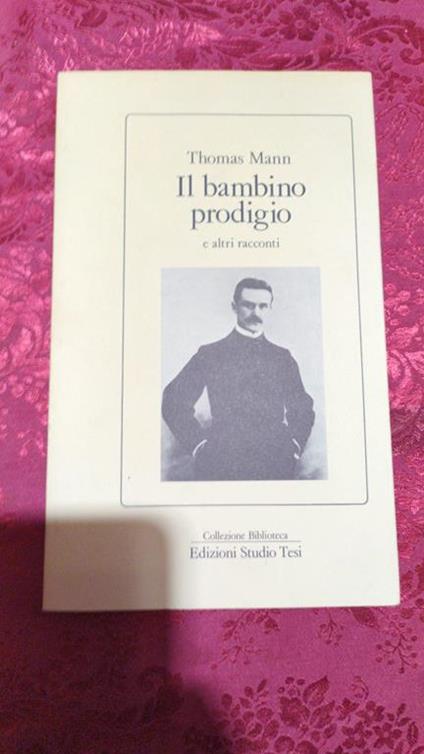 Thomas Mann
Il bambino
prodigio
e altri racconti
Collezione Biblioteca
Edizioni Studio Tesi